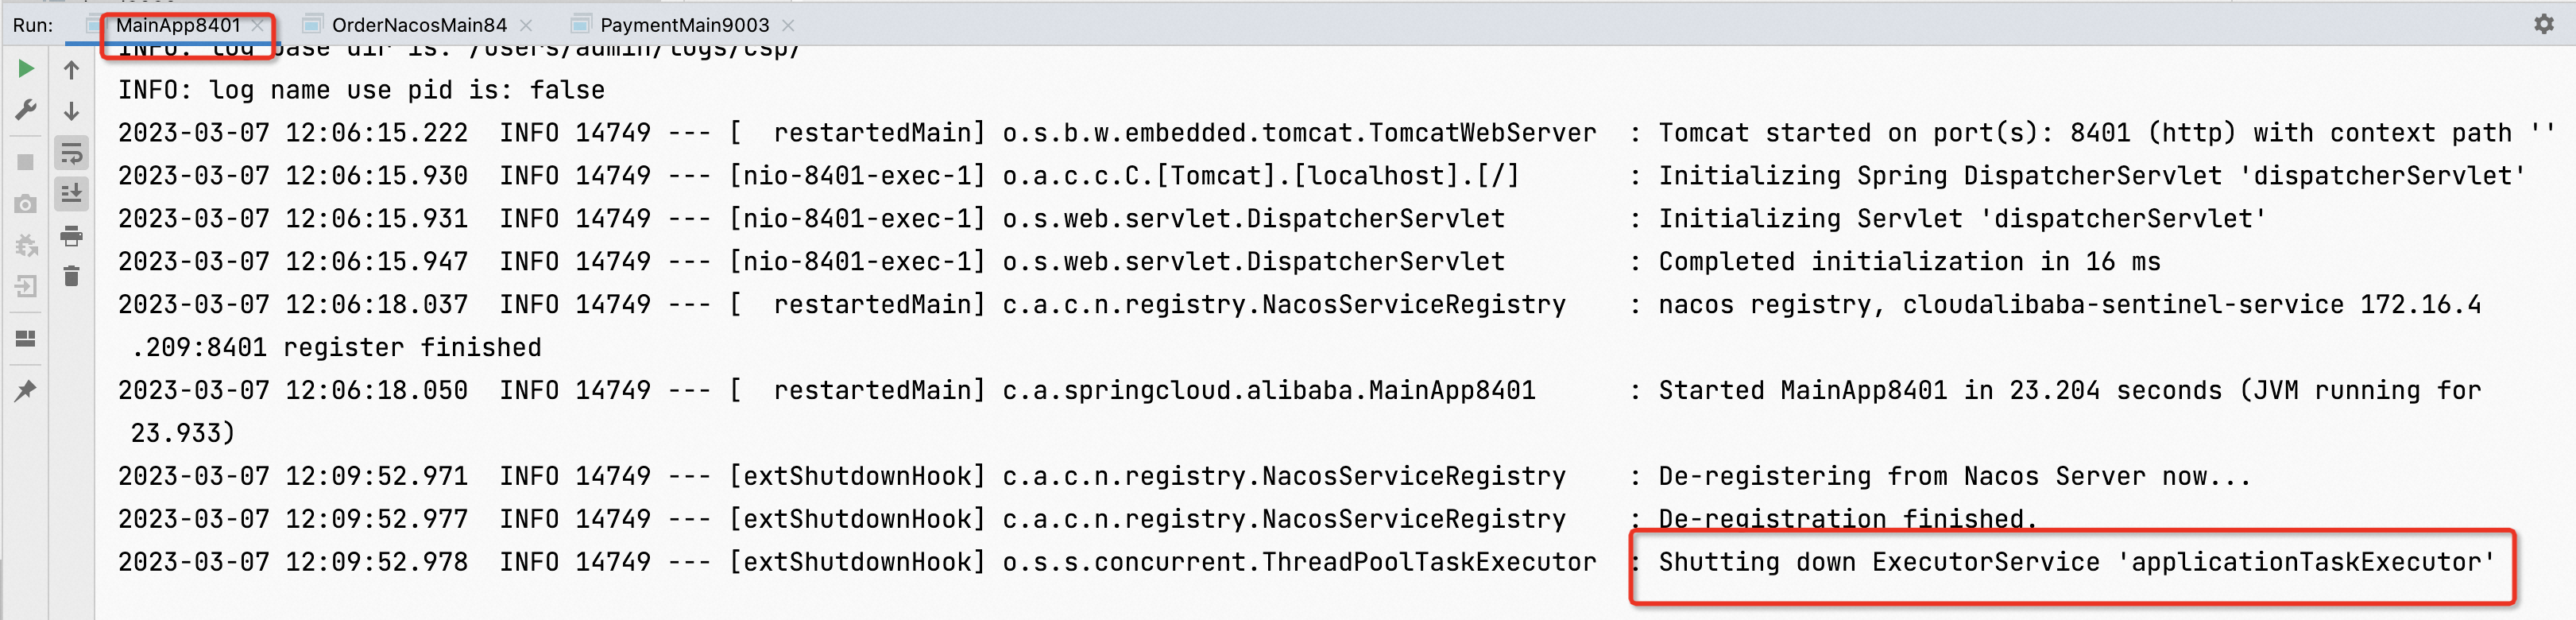 Run: MainApp8401 OrderNacosMain84 PaymentMain9003
INFO: log base dir is: /Users/admin/logs/csp/
INFO: log name use pid is: false
2023-03-07 12:06:15.222  INFO 14749 --- [  restartedMain] o.s.b.w.embedded.tomcat.TomcatWebServer  : Tomcat started on port(s): 8401 (http) with context path ''
2023-03-07 12:06:15.930  INFO 14749 --- [nio-8401-exec-1] o.a.c.c.C.[Tomcat].[localhost].[/]       : Initializing Spring DispatcherServlet 'dispatcherServlet'
2023-03-07 12:06:15.931  INFO 14749 --- [nio-8401-exec-1] o.s.web.servlet.DispatcherServlet        : Initializing Servlet 'dispatcherServlet'
2023-03-07 12:06:15.947  INFO 14749 --- [nio-8401-exec-1] o.s.web.servlet.DispatcherServlet        : Completed initialization in 16 ms
2023-03-07 12:06:18.037  INFO 14749 --- [  restartedMain] c.a.c.n.registry.NacosServiceRegistry    : nacos registry, cloudalibaba-sentinel-service 172.16.4
.209:8401 register finished
2023-03-07 12:06:18.050  INFO 14749 --- [  restartedMain] c.a.springcloud.alibaba.MainApp8401      : Started MainApp8401 in 23.204 seconds (JVM running for
23.933)
2023-03-07 12:09:52.971  INFO 14749 --- [extShutdownHook] c.a.c.n.registry.NacosServiceRegistry    : De-registering from Nacos Server now...
2023-03-07 12:09:52.977  INFO 14749 --- [extShutdownHook] c.a.c.n.registry.NacosServiceRegistry    : De-registration finished.
2023-03-07 12:09:52.978  INFO 14749 --- [extShutdownHook] o.s.s.concurrent.ThreadPoolTaskExecutor  : Shutting down ExecutorService 'applicationTaskExecutor'